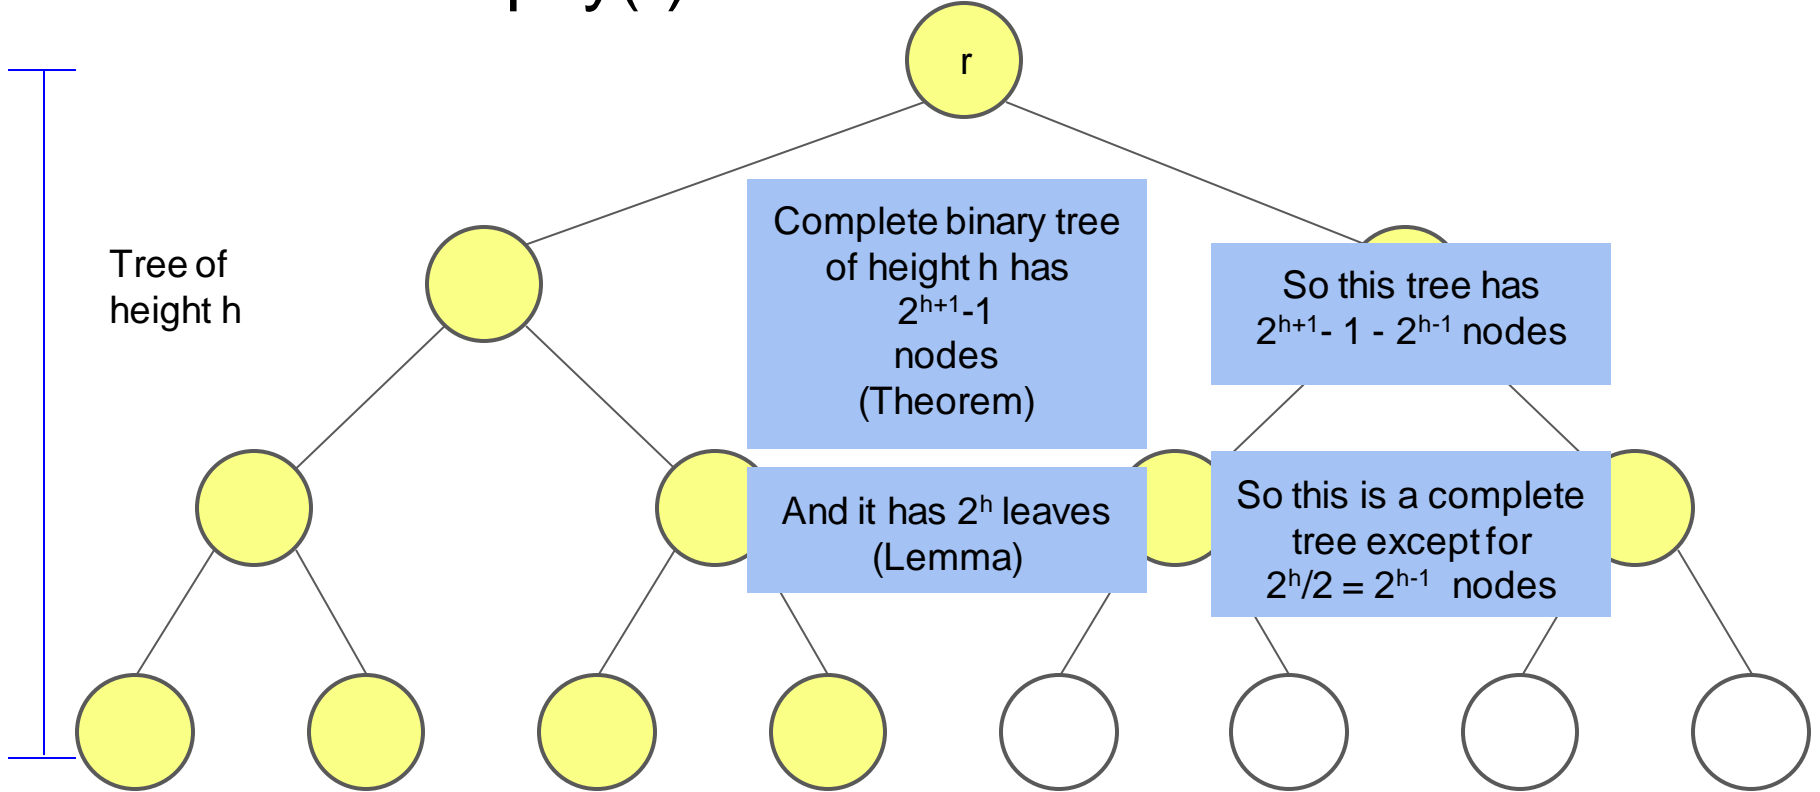 r
Tree of
height h
Complete binary tree
of height h has
2ʰ⁺¹-1
nodes
(Theorem)
So this tree has
2ʰ⁺¹- 1 - 2ʰ⁻¹ nodes
And it has 2ʰ leaves
(Lemma)
So this is a complete
tree except for
2ʰ/2 = 2ʰ⁻¹ nodes